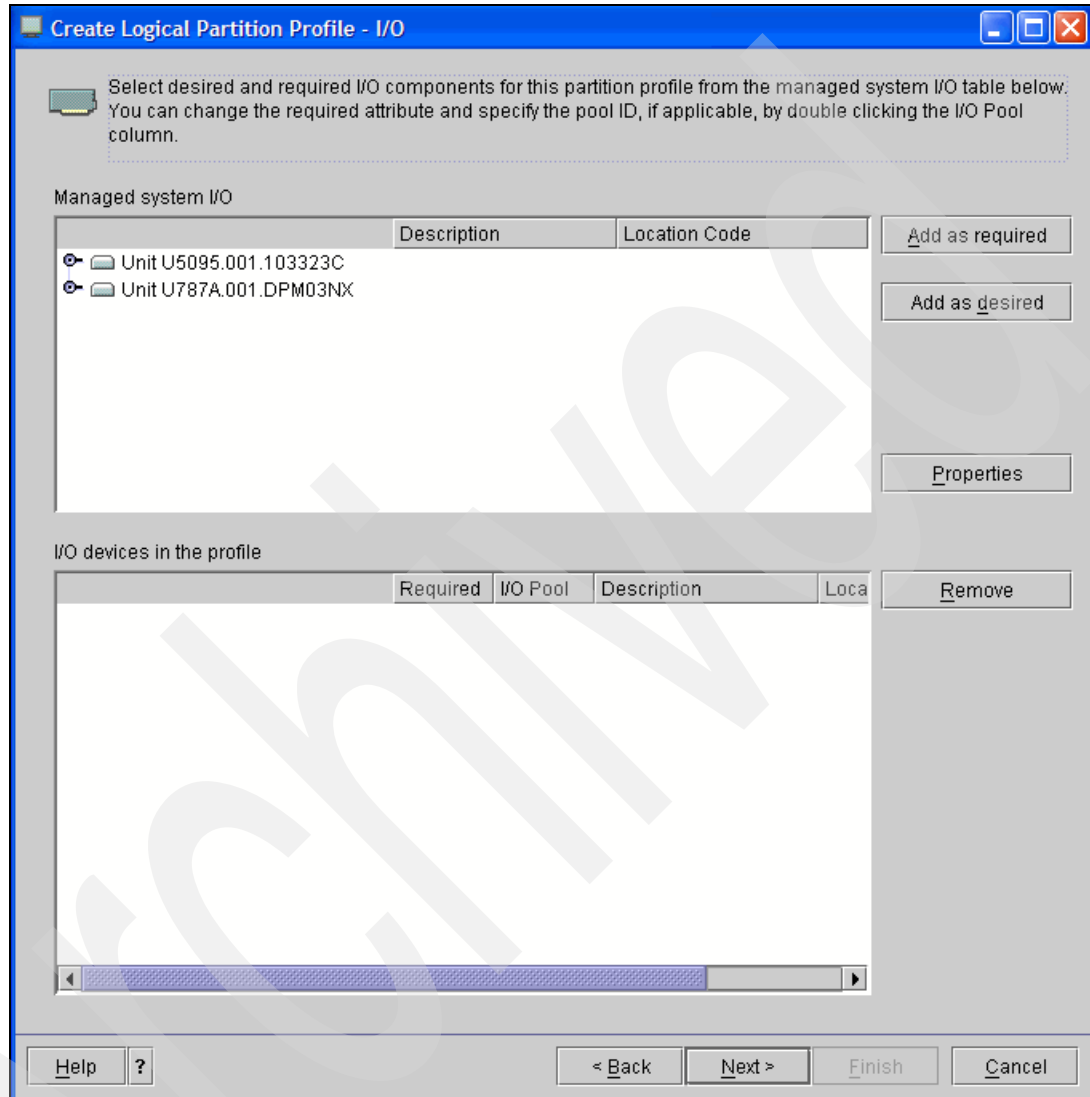 Create Logical Partition Profile - I/O
Select desired and required I/O components for this partition profile from the managed system I/O table below.
You can change the required attribute and specify the pool ID, if applicable, by double clicking the I/O Pool
column.
Managed system I/O
Description Location Code
Unit U5095.001.103323C
Unit U787A.001.DPM03NX
Add as required
Add as desired
Properties
I/O devices in the profile
Required I/O Pool Description Loca
Remove
Help ? < Back Next > Finish Cancel
rchived